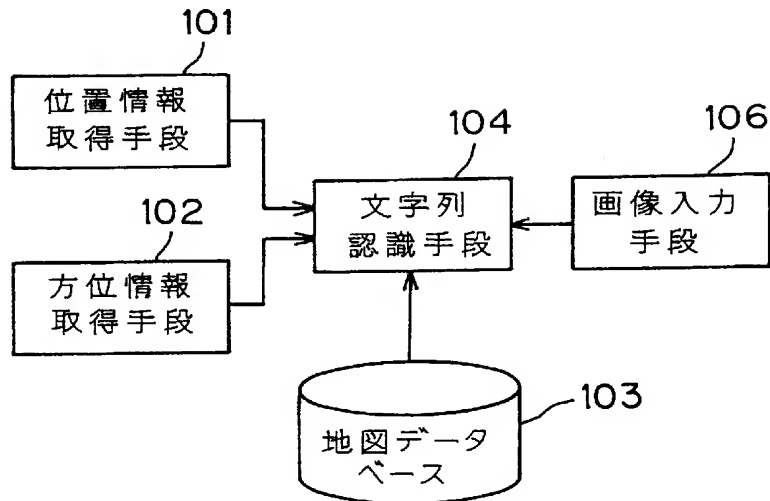 101
位置情報
取得手段
102
方位情報
取得手段
104
文字列
認識手段
106
画像入力
手段
103
地図データ
ベース